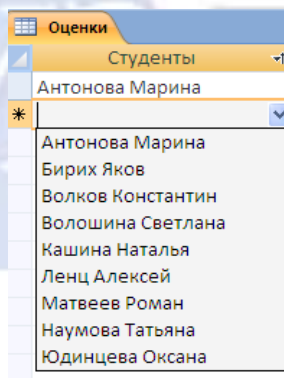 Оценки
Студенты
Антонова Марина
Антонова Марина
Бирих Яков
Волков Константин
Волошина Светлана
Кашина Наталья
Ленц Алексей
Матвеев Роман
Наумова Татьяна
Юдинцева Оксана